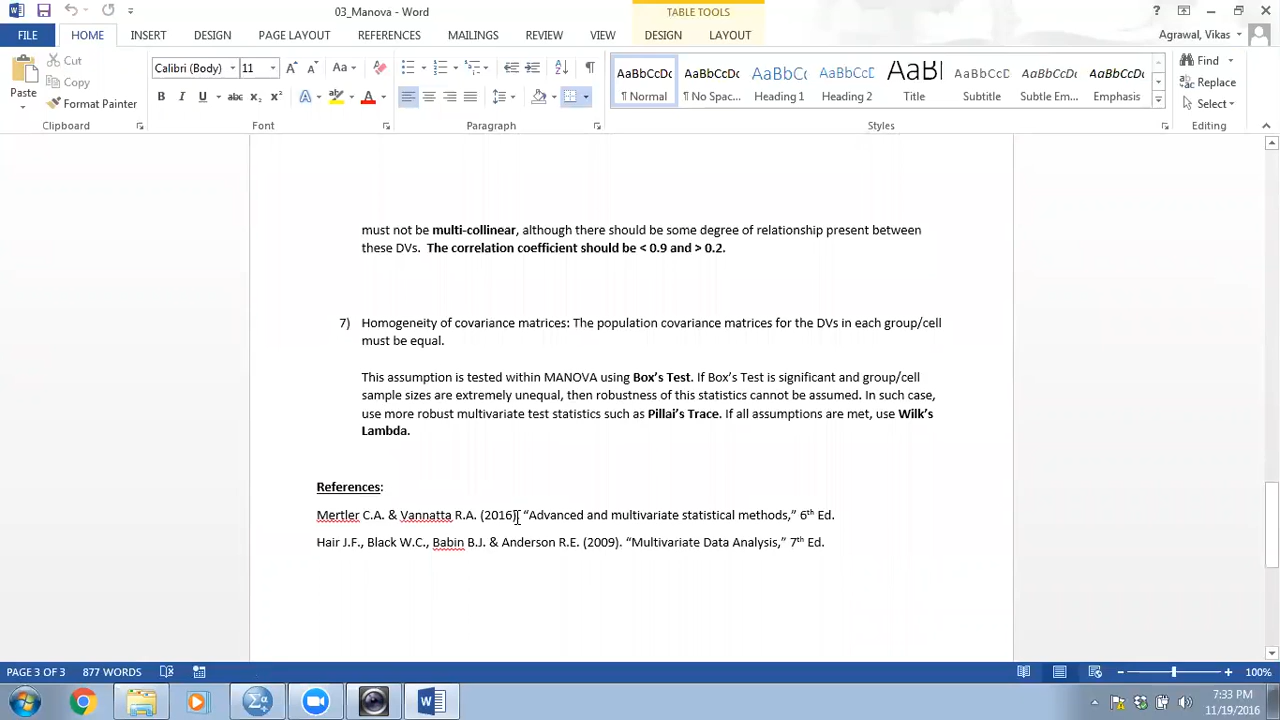 03_Manova - Word
TABLE TOOLS
FILE HOME INSERT DESIGN PAGE LAYOUT REFERENCES MAILINGS REVIEW VIEW DESIGN LAYOUT Agrawal, Vikas
Paste Cut Copy Format Painter
Clipboard
Calibri (Body) 11
Font
Paragraph
AaBbCcDc AaBbCcDc AaBbCc AaBbCcC AaBl AaBbCcD AaBbCcDc AaBbCcDc
¶ Normal ¶ No Spac... Heading 1 Heading 2 Title Subtitle Subtle Em... Emphasis
Styles
Find
Replace
Select
Editing
must not be multi-collinear, although there should be some degree of relationship present between
these DVs. The correlation coefficient should be < 0.9 and > 0.2.
7) Homogeneity of covariance matrices: The population covariance matrices for the DVs in each group/cell
must be equal.
This assumption is tested within MANOVA using Box’s Test. If Box’s Test is significant and group/cell
sample sizes are extremely unequal, then robustness of this statistics cannot be assumed. In such case,
use more robust multivariate test statistics such as Pillai’s Trace. If all assumptions are met, use Wilk’s
Lambda.
References:
Mertler C.A. & Vannatta R.A. (2016). “Advanced and multivariate statistical methods,” 6th Ed.
Hair J.F., Black W.C., Babin B.J. & Anderson R.E. (2009). “Multivariate Data Analysis,” 7th Ed.
PAGE 3 OF 3 877 WORDS 100%
7:33 PM
11/19/2016